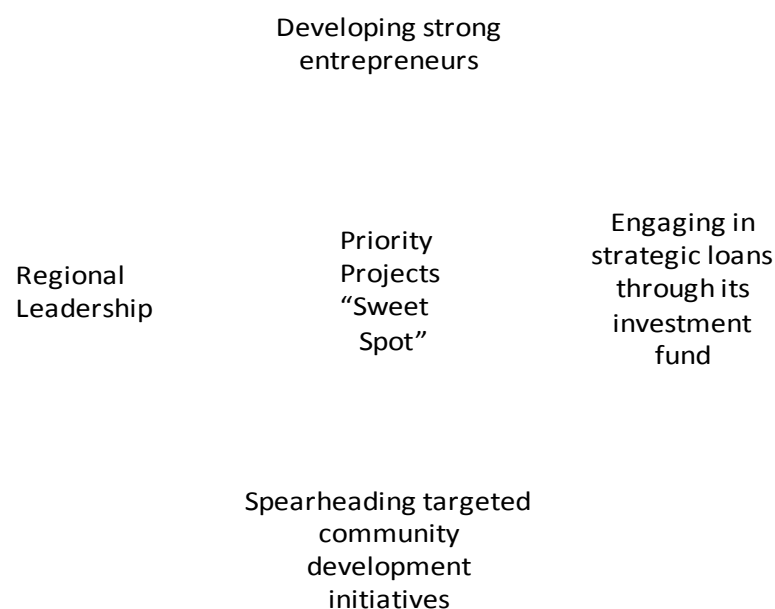 Developing strong
entrepreneurs
Regional
Leadership
Priority
Projects
“Sweet
Spot”
Engaging in
strategic loans
through its
investment
fund
Spearheading targeted
community
development
initiatives